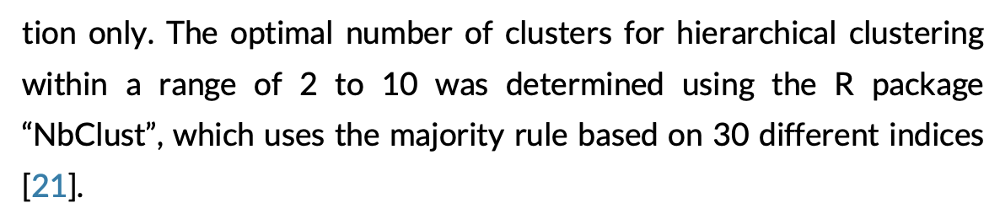 tion only. The optimal number of clusters for hierarchical clustering
within a range of 2 to 10 was determined using the R package
“NbClust”, which uses the majority rule based on 30 different indices
[21].